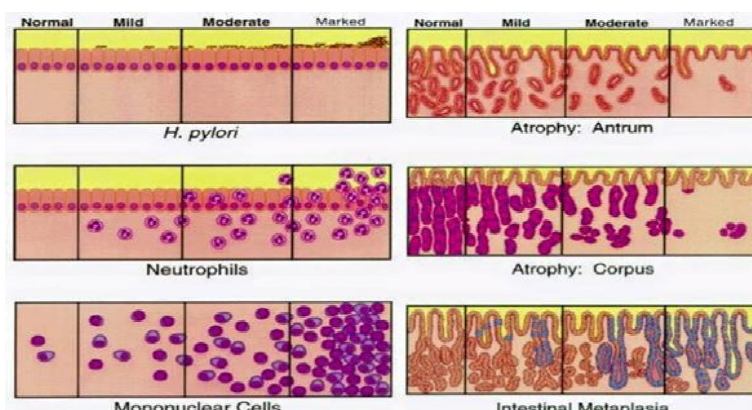 Normal Mild Moderate Marked
H. pylori
Neutrophils
Mononuclear Cells
Normal Mild Moderate Marked
Atrophy: Antrum
Atrophy: Corpus
Intestinal Metaplasia